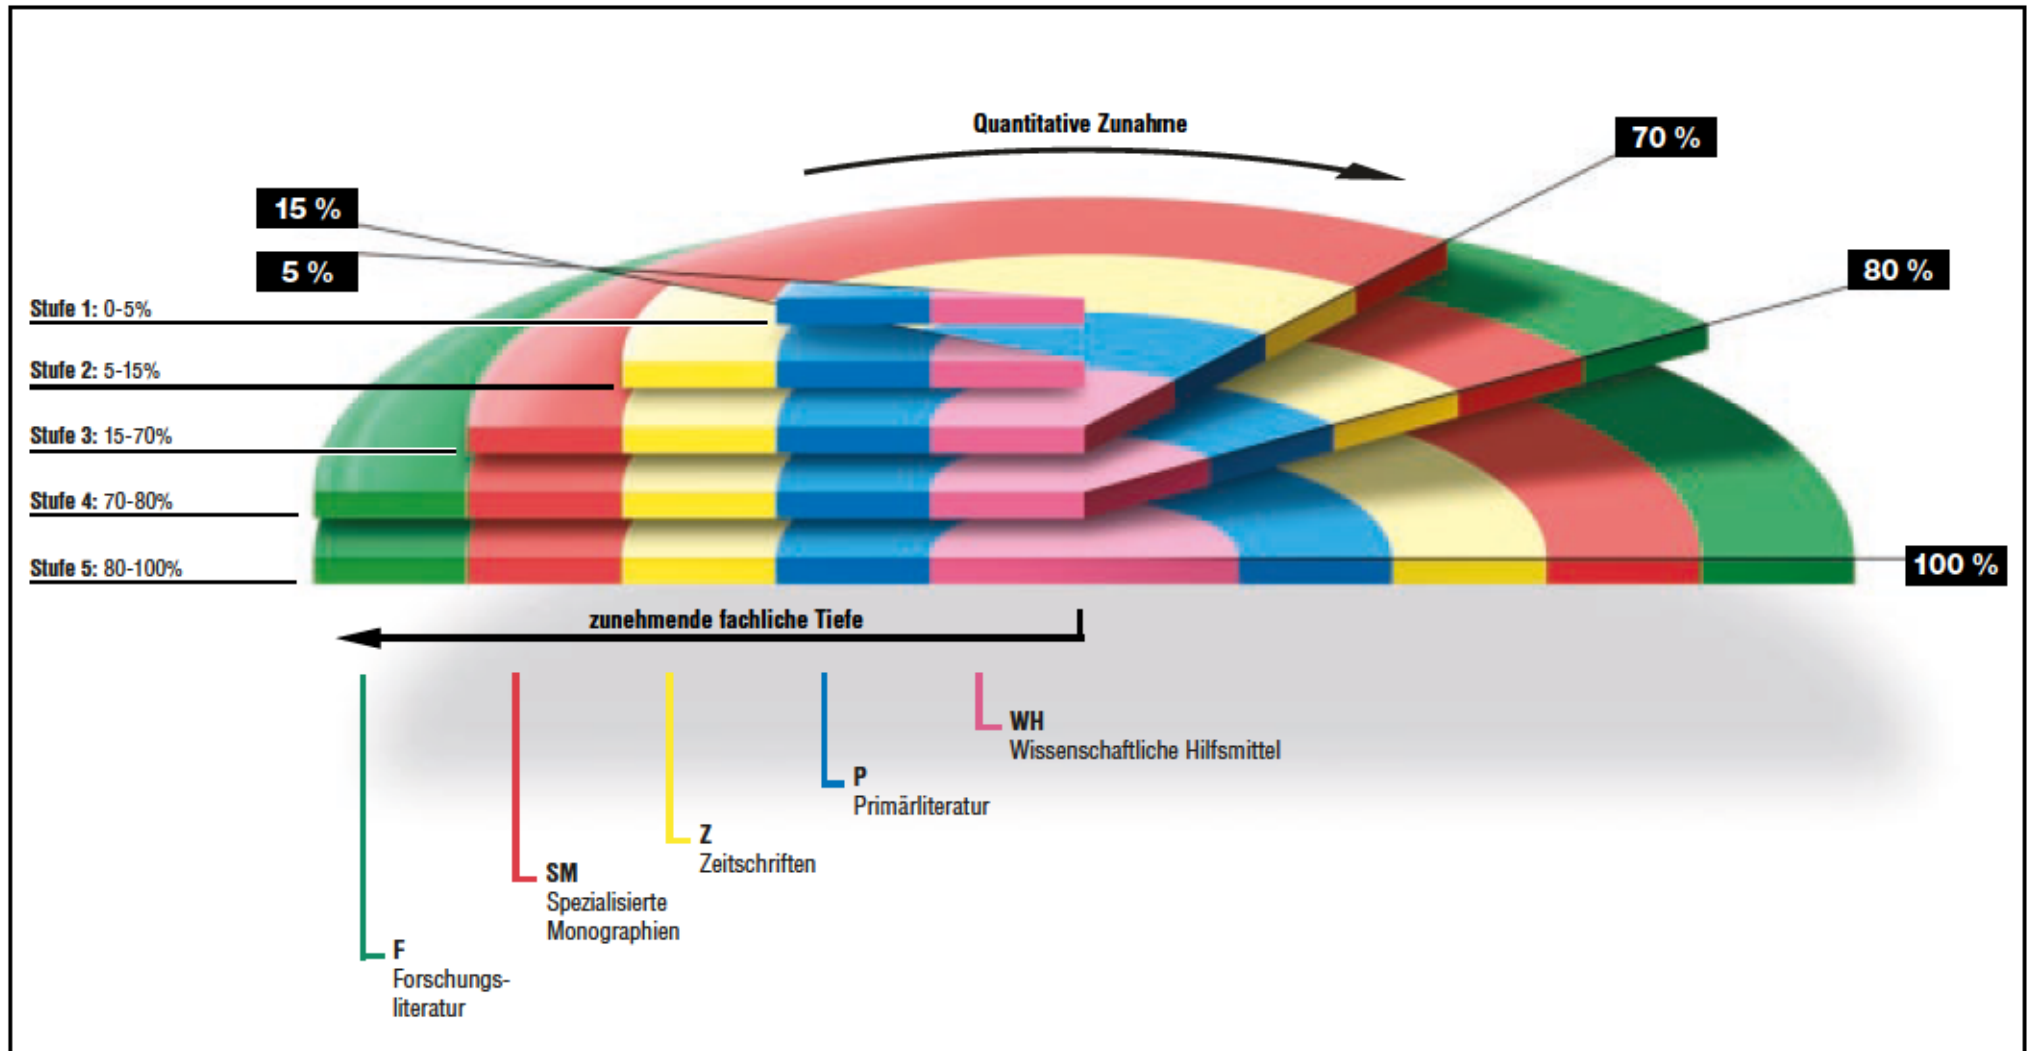 Quantitative Zunahme
70 %
15 %
5 %
80 %
Stufe 1: 0-5%
Stufe 2: 5-15%
Stufe 3: 15-70%
Stufe 4: 70-80%
Stufe 5: 80-100%
100 %
zunehmende fachliche Tiefe
WH
Wissenschaftliche Hilfsmittel
P
Primärliteratur
Z
Zeitschriften
SM
Spezialisierte
Monographien
F
Forschungs-
literatur